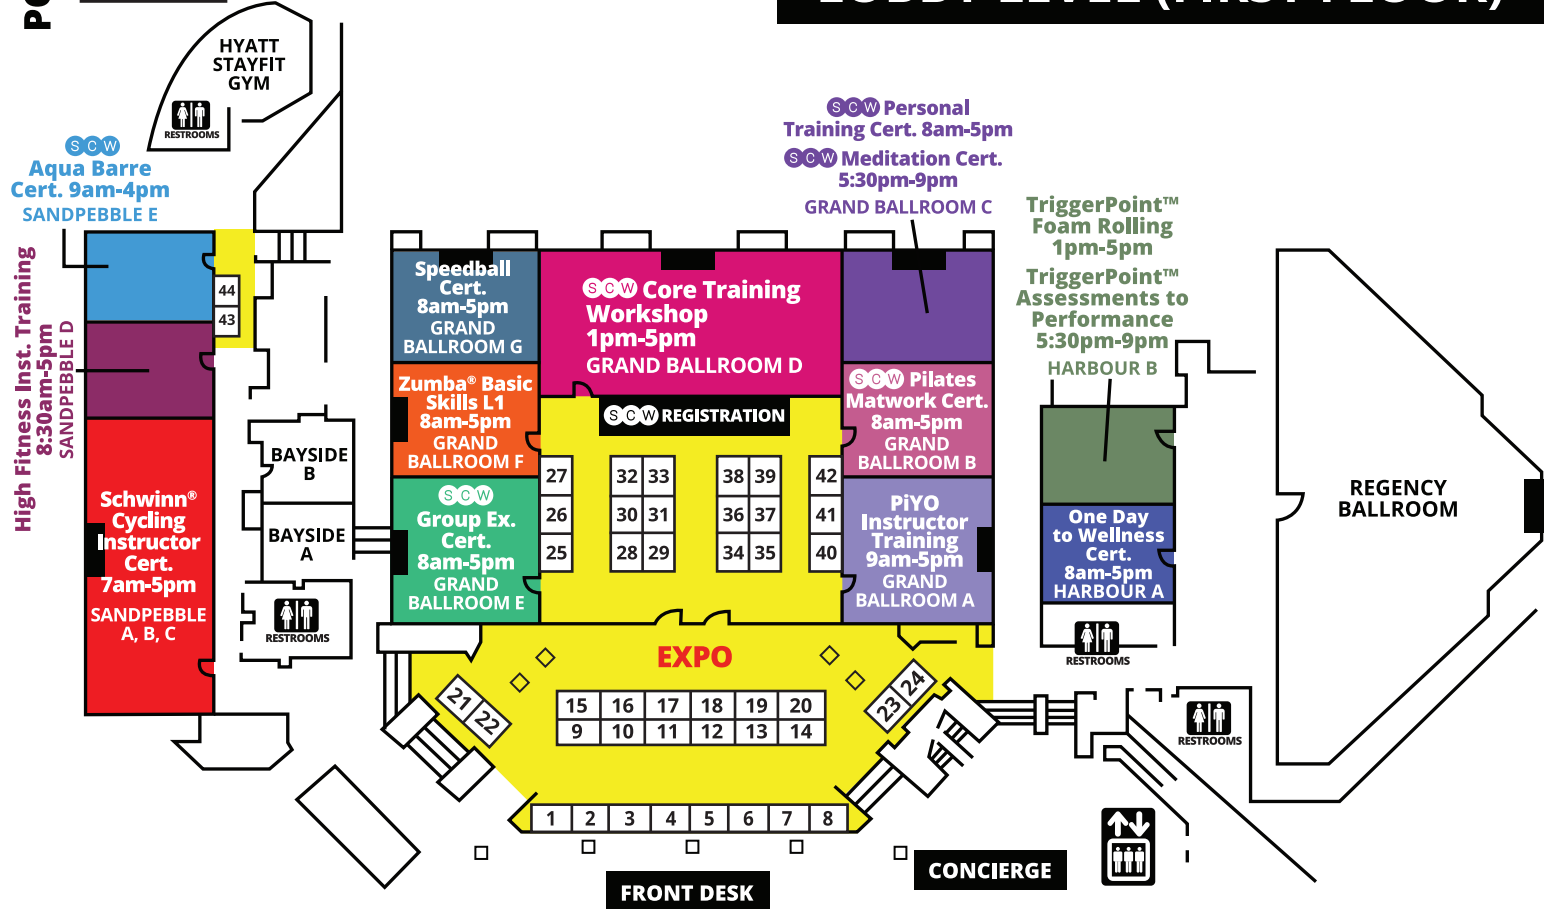 PO
LOBBY LEVEL (FIRST FLOOR)
HYATT
STAYFIT
GYM
RESTROOMS
SCW
Aqua Barre
Cert. 9am-4pm
SANDPEBBLE E
High Fitness Inst. Training
8:30am-5pm
SANDPEBBLE D
44
43
Schwinn®
Cycling
Instructor
Cert.
7am-5pm
SANDPEBBLE
A, B, C
BAYSIDE
B
BAYSIDE
A
RESTROOMS
Speedball
Cert.
8am-5pm
GRAND
BALLROOM G
Zumba® Basic
Skills L1
8am-5pm
GRAND
BALLROOM F
SCW
Group Ex.
Cert.
8am-5pm
GRAND
BALLROOM E
SCW Core Training
Workshop
1pm-5pm
GRAND BALLROOM D
SCW REGISTRATION
SCW Personal
Training Cert. 8am-5pm
SCW Meditation Cert.
5:30pm-9pm
GRAND BALLROOM C
SCW Pilates
Matwork Cert.
8am-5pm
GRAND
BALLROOM B
PiYO
Instructor
Training
9am-5pm
GRAND
BALLROOM A
27 32 33 38 39 42
26 30 31 36 37 41
25 28 29 34 35 40
EXPO
21 22
23 24
15 16 17 18 19 20
9 10 11 12 13 14
1 2 3 4 5 6 7 8
TriggerPoint™
Foam Rolling
1pm-5pm
TriggerPoint™
Assessments to
Performance
5:30pm-9pm
HARBOUR B
One Day
to Wellness
Cert.
8am-5pm
HARBOUR A
RESTROOMS
RESTROOMS
REGENCY
BALLROOM
CONCIERGE
FRONT DESK